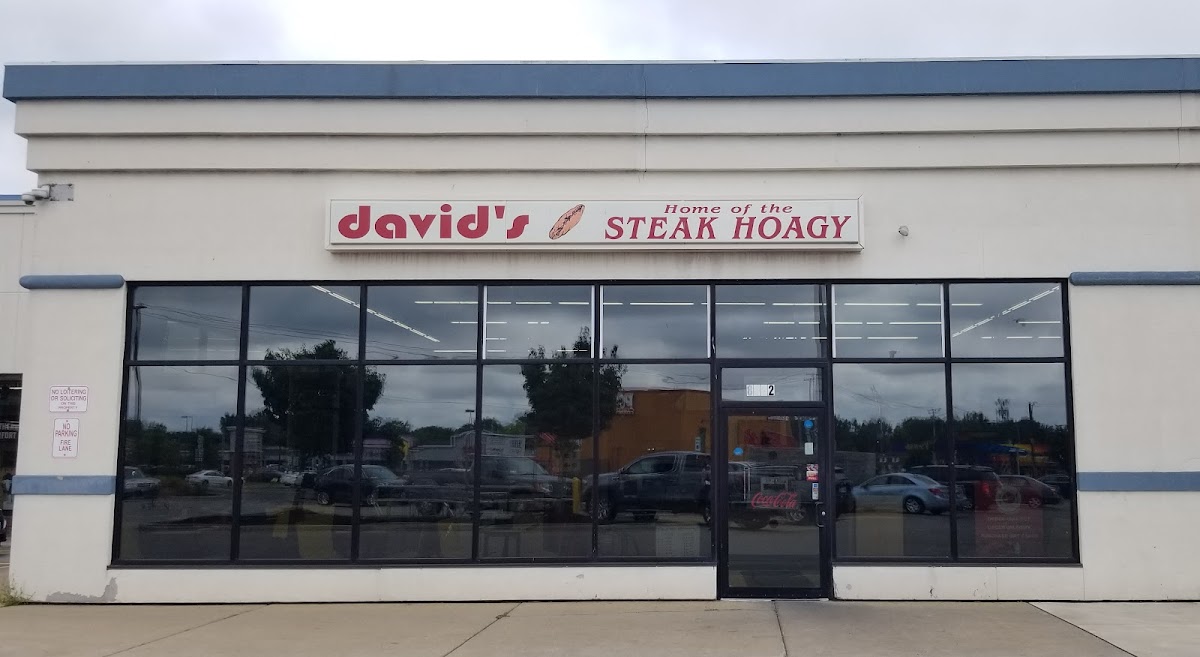 david's
Home of the
STEAK HOAGY
NO LOITERING
OR SOLICITING
NO
PARKING
FIRE
LANE
2
Coca-Cola